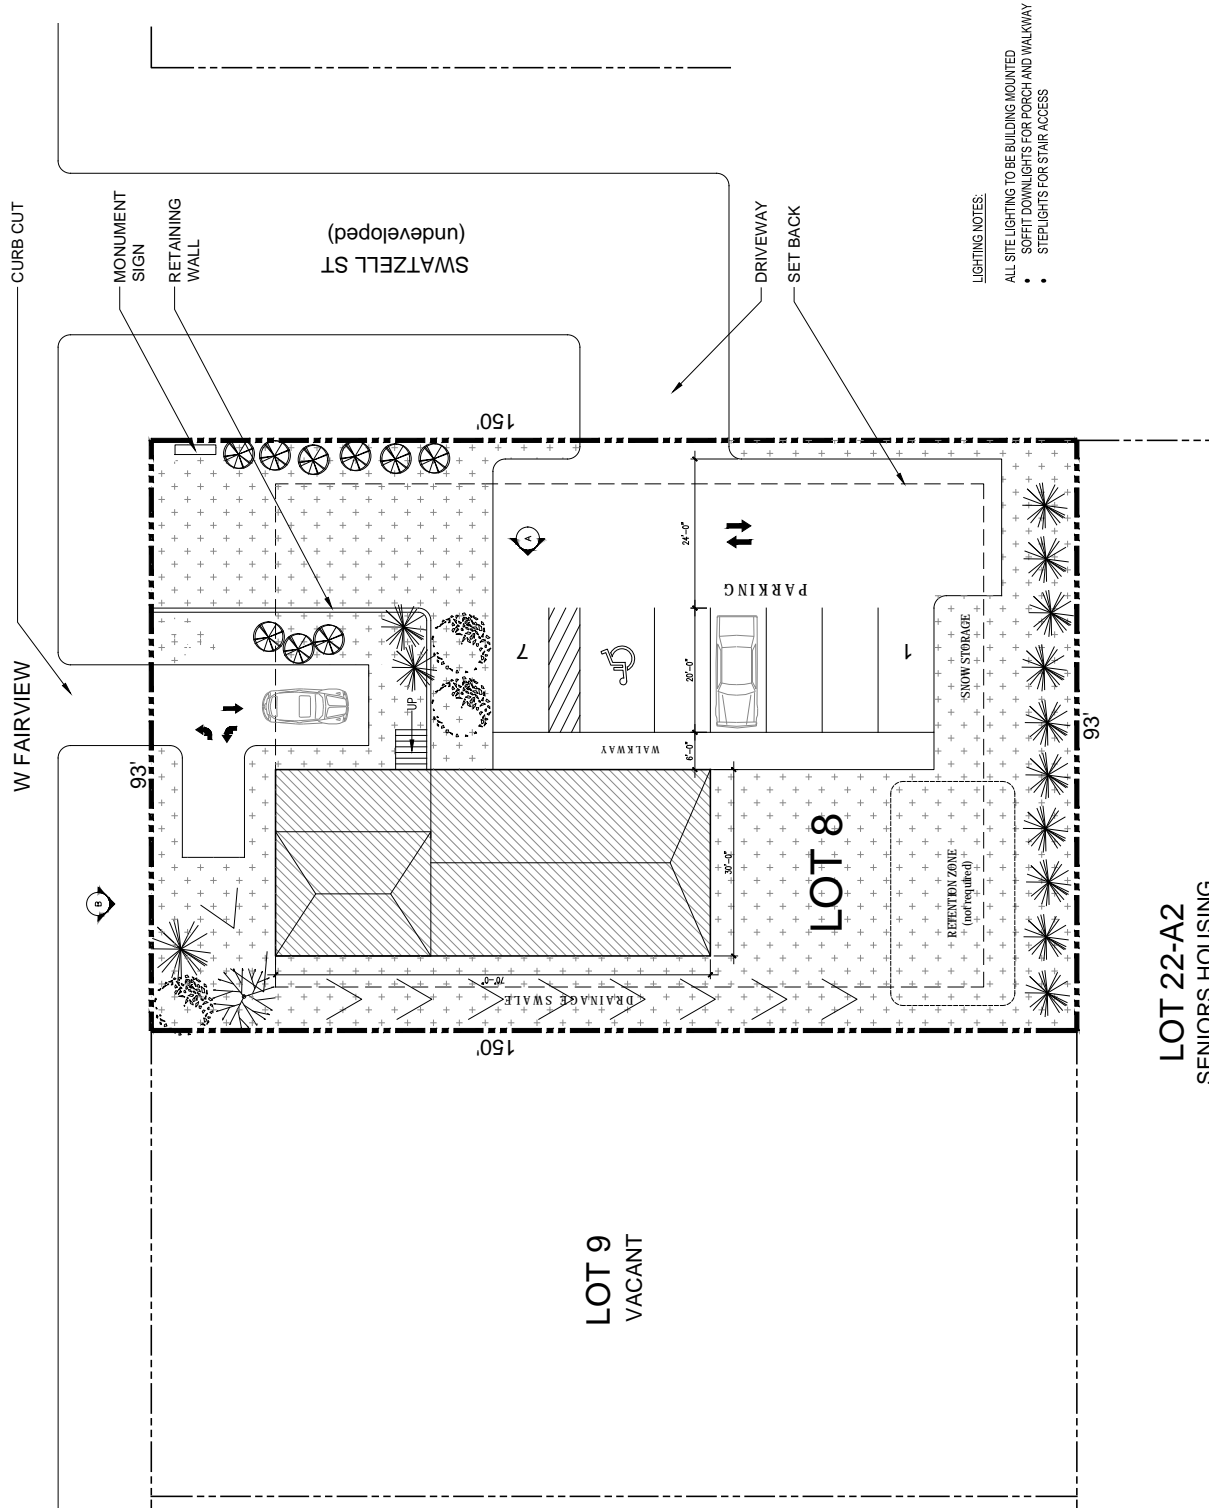 CURB CUT
W FAIRVIEW
MONUMENT
SIGN
RETAINING
WALL
SWATZELL ST
(undeveloped)
DRIVEWAY
SET BACK
LIGHTING NOTES:
ALL SITE LIGHTING TO BE BUILDING MOUNTED
• SOFFIT DOWNLIGHTS FOR PORCH AND WALKWAY
• STEPLIGHTS FOR STAIR ACCESS
150'
93'
B
A
UP
7
1
24'-0"
20'-0"
6'-0"
30'-0"
70'-0"
PARKING
WALKWAY
SNOW STORAGE
LOT 8
RETENTION ZONE
(not required)
DRAINAGE SWALE
150'
93'
LOT 9
VACANT
LOT 22-A2
SENIORS HOUSING